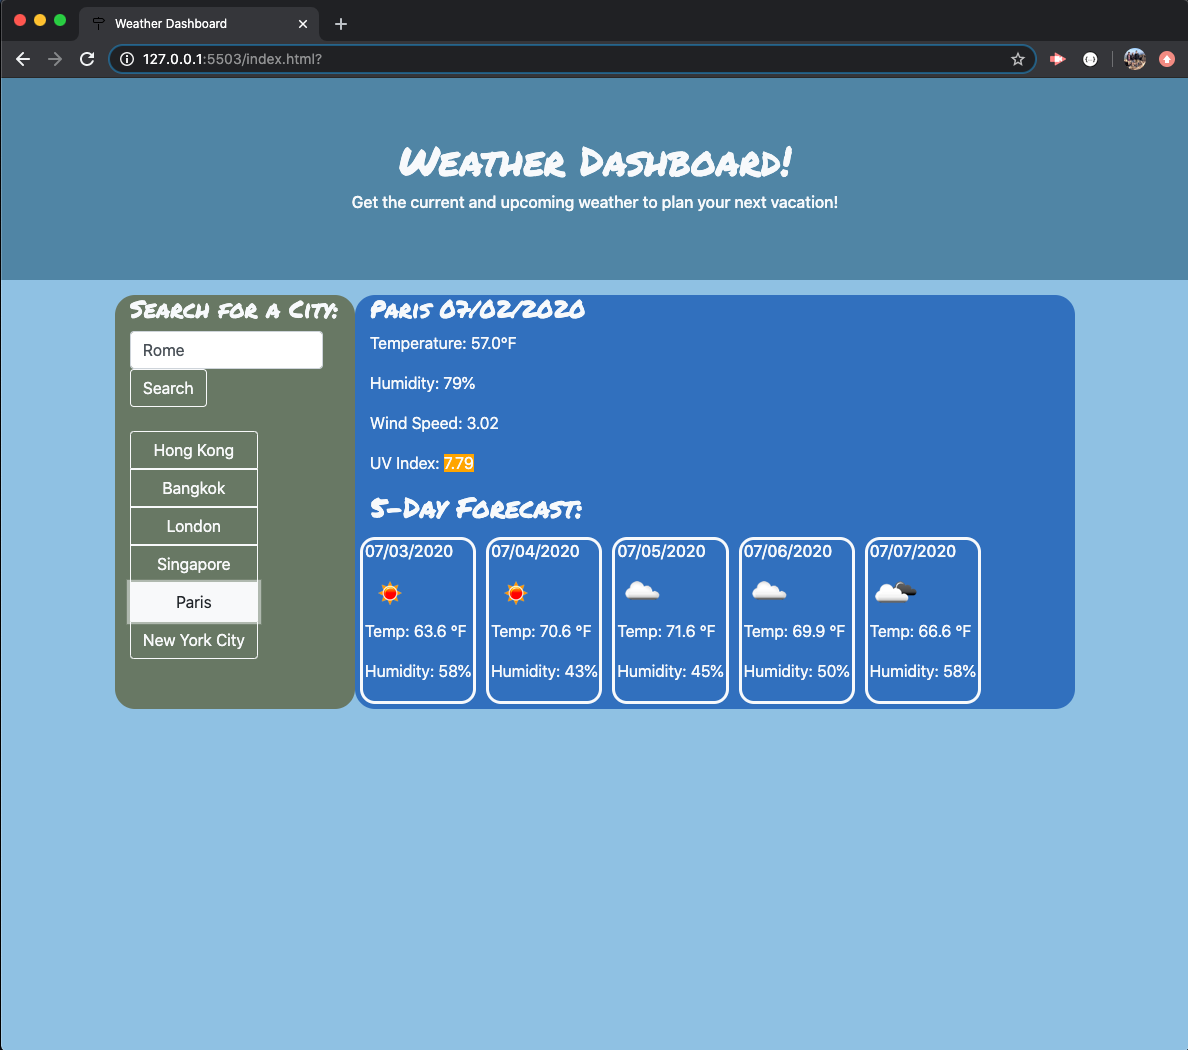 Weather Dashboard
127.0.0.1:5503/index.html?
Weather Dashboard!
Get the current and upcoming weather to plan your next vacation!
Search for a City:
Rome
Search
Hong Kong
Bangkok
London
Singapore
Paris
New York City
Paris 07/02/2020
Temperature: 57.0°F
Humidity: 79%
Wind Speed: 3.02
UV Index: 7.79
5-Day Forecast:
07/03/2020
Temp: 63.6 °F
Humidity: 58%
07/04/2020
Temp: 70.6 °F
Humidity: 43%
07/05/2020
Temp: 71.6 °F
Humidity: 45%
07/06/2020
Temp: 69.9 °F
Humidity: 50%
07/07/2020
Temp: 66.6 °F
Humidity: 58%